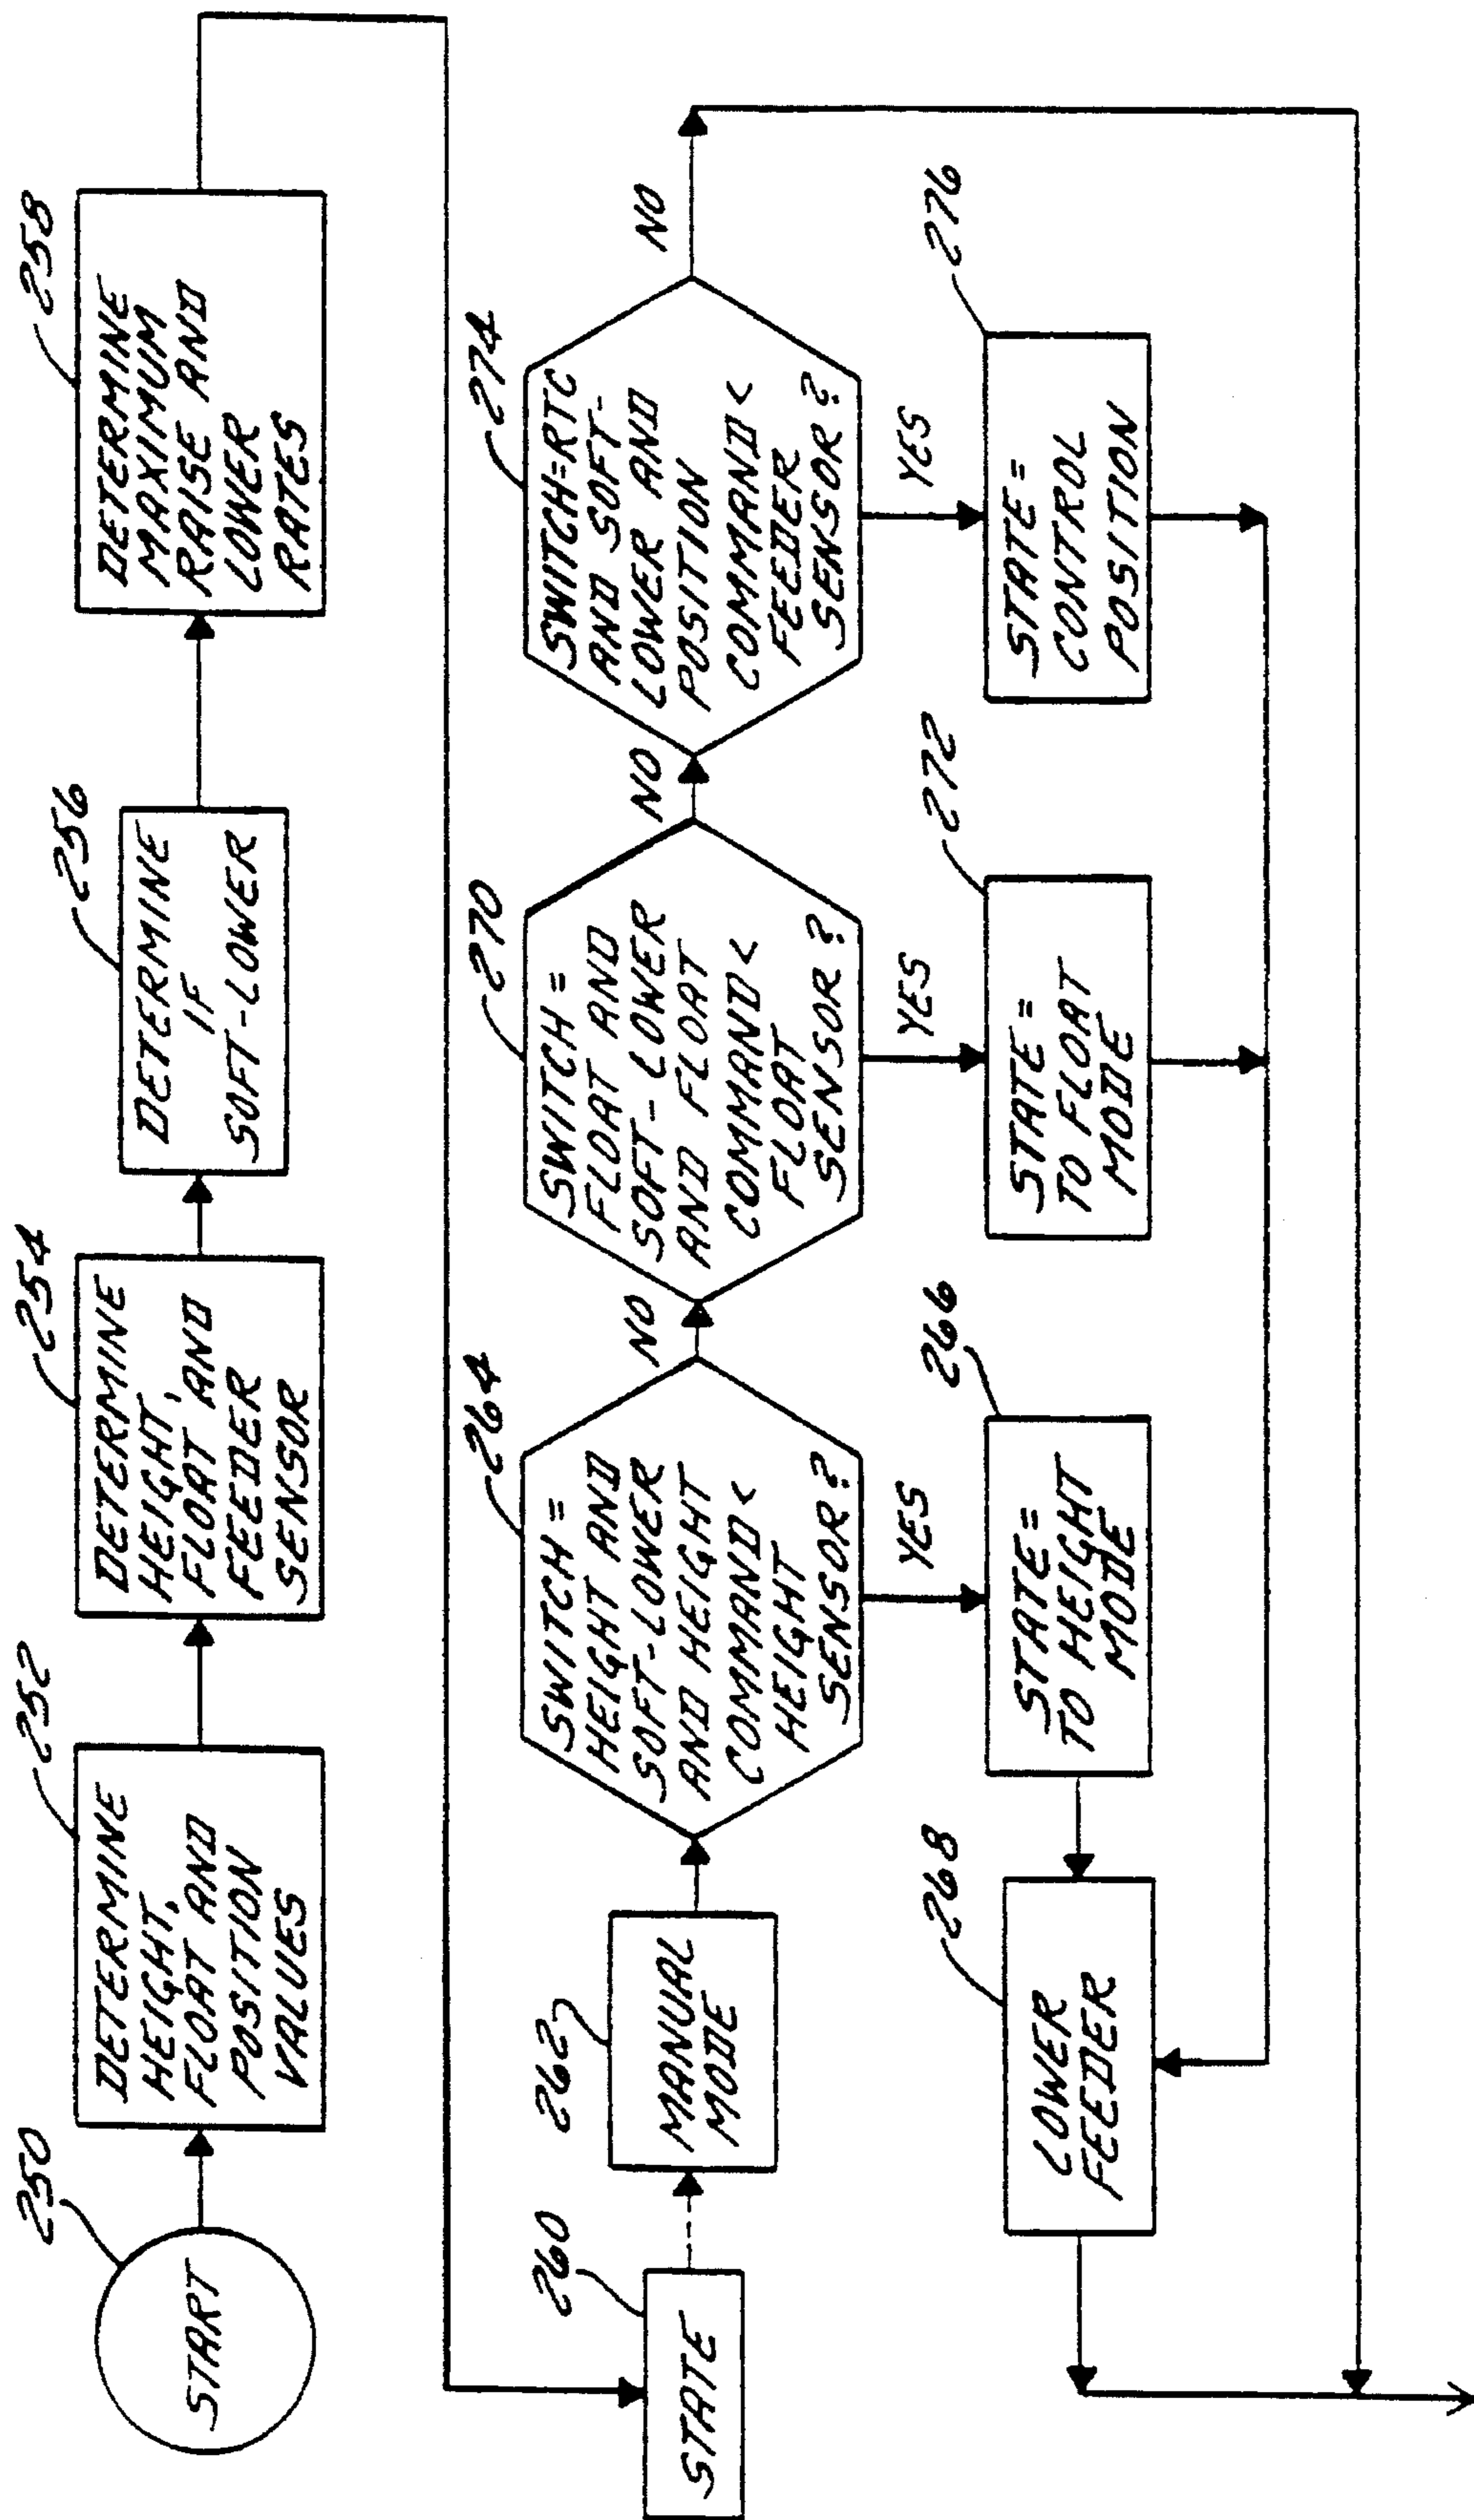 250
START
252
DETERMINE
HEIGHT,
FLOAT AND
POSITION
VALUES
254
DETERMINE
HEIGHT,
FLOAT AND
FEEDER
SENSOR
256
DETERMINE
IF
SOFT-LOWER
258
DETERMINE
MAXIMUM
RAISE AND
LOWER
RATES
260
STATE
262
MANUAL
MODE
264
SWITCH =
HEIGHT AND
SOFT-LOWER
AND HEIGHT
COMMAND <
HEIGHT
SENSOR?
NO
YES
270
SWITCH =
FLOAT AND
SOFT-LOWER
AND FLOAT
COMMAND <
FLOAT
SENSOR?
NO
YES
274
SWITCH=RTC
AND SOFT-
LOWER AND
POSITION
COMMAND <
FEEDER
SENSOR?
NO
YES
268
LOWER
FEEDER
266
STATE =
TO HEIGHT
MODE
272
STATE =
TO FLOAT
MODE
276
STATE =
CONTROL
POSITION